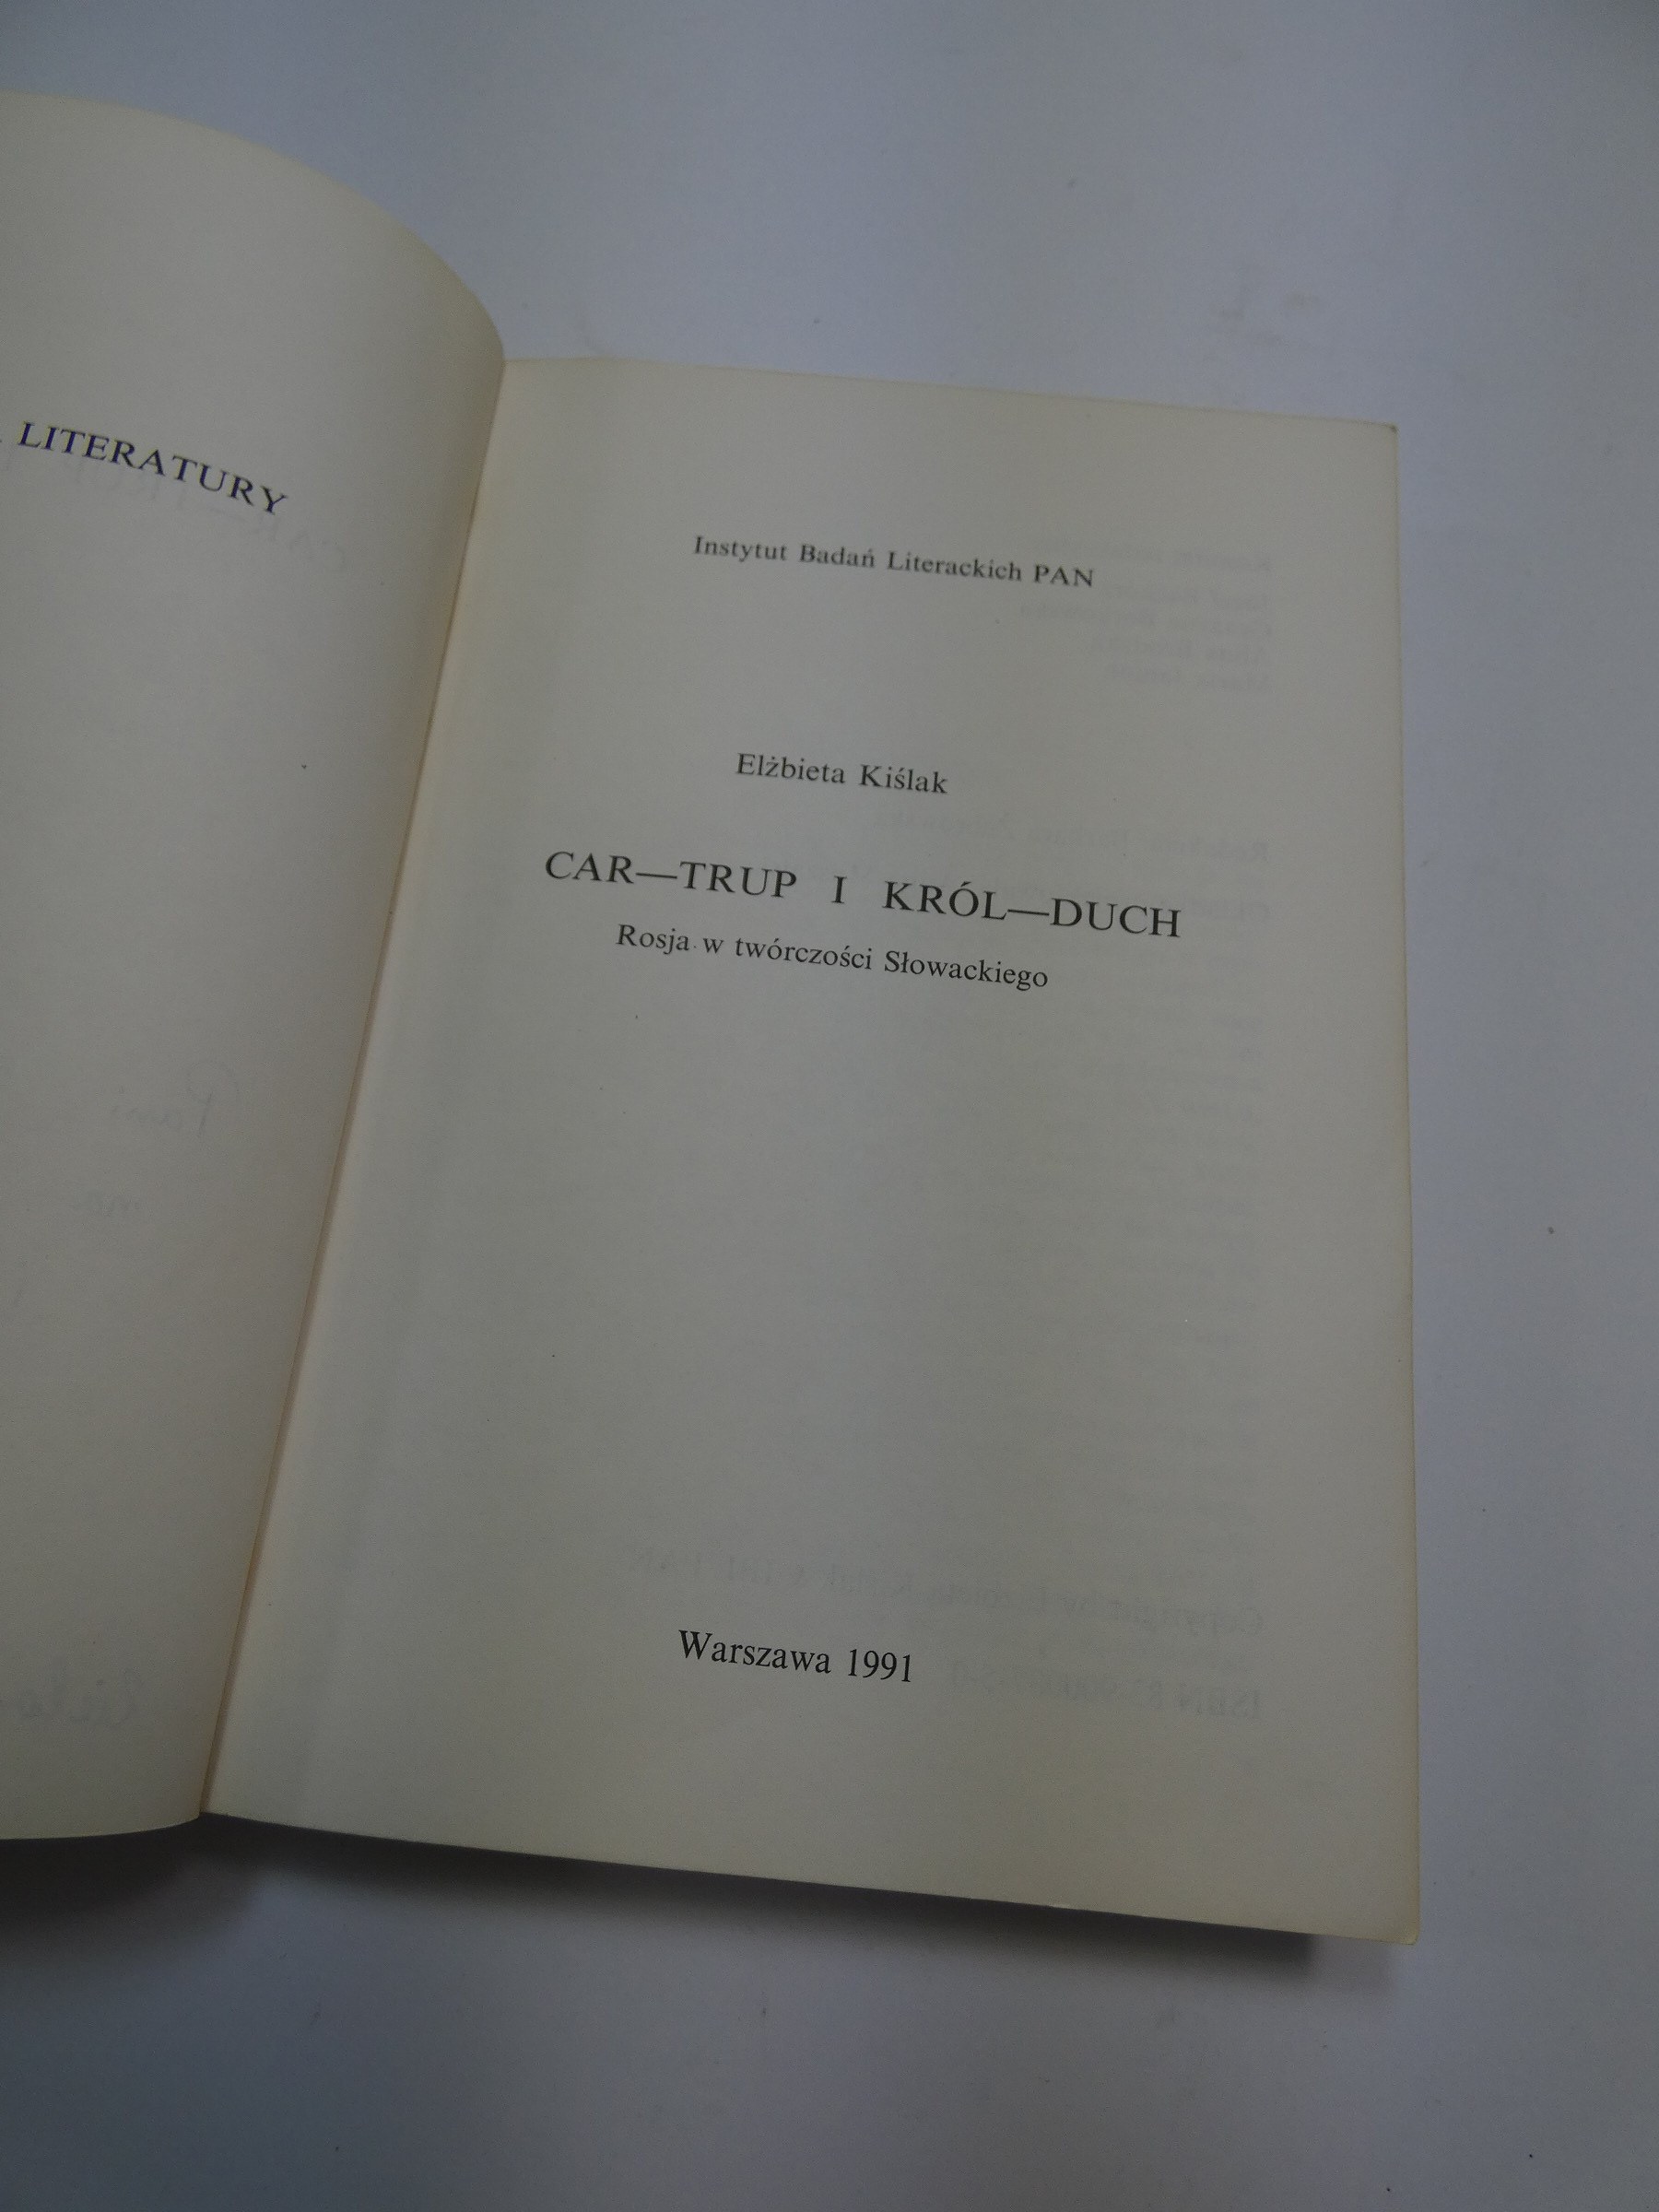 LITERATURY
Instytut Badań Literackich PAN
Elżbieta Kiślak
CAR—TRUP I KRÓL—DUCH
Rosja w twórczości Słowackiego
Warszawa 1991